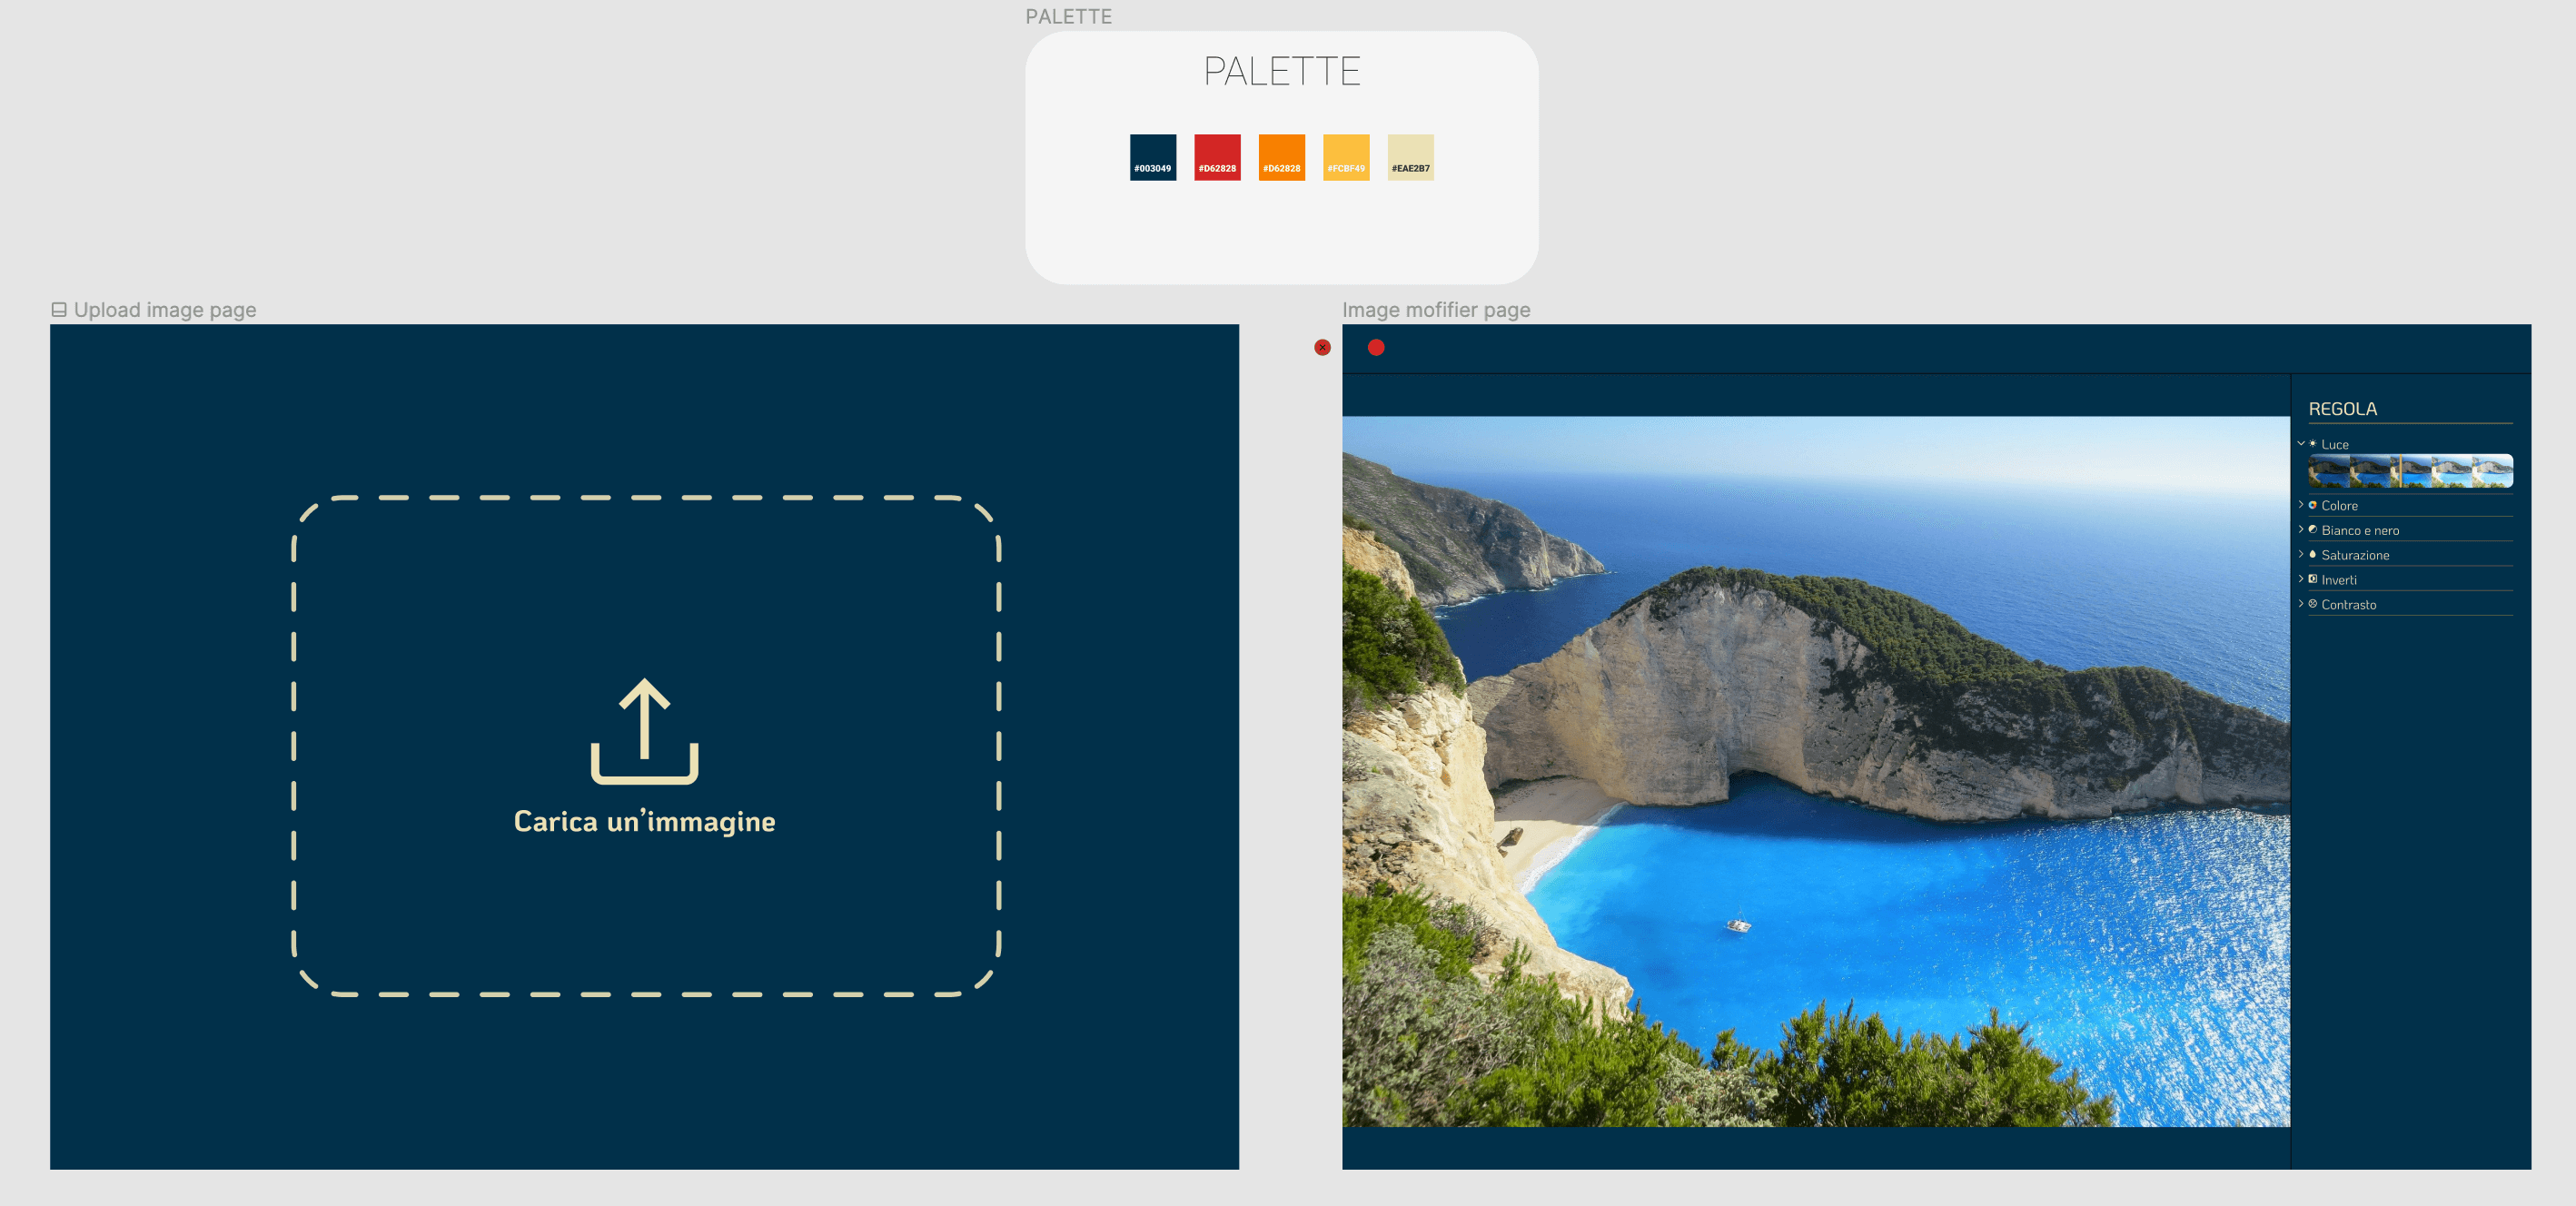 PALETTE
PALETTE
#003049
#D62828
#D62828
#FCBF49
#EAE2B7
Upload image page
Carica un'immagine
Image mofifier page
REGOLA
Luce
Colore
Bianco e nero
Saturazione
Inverti
Contrasto